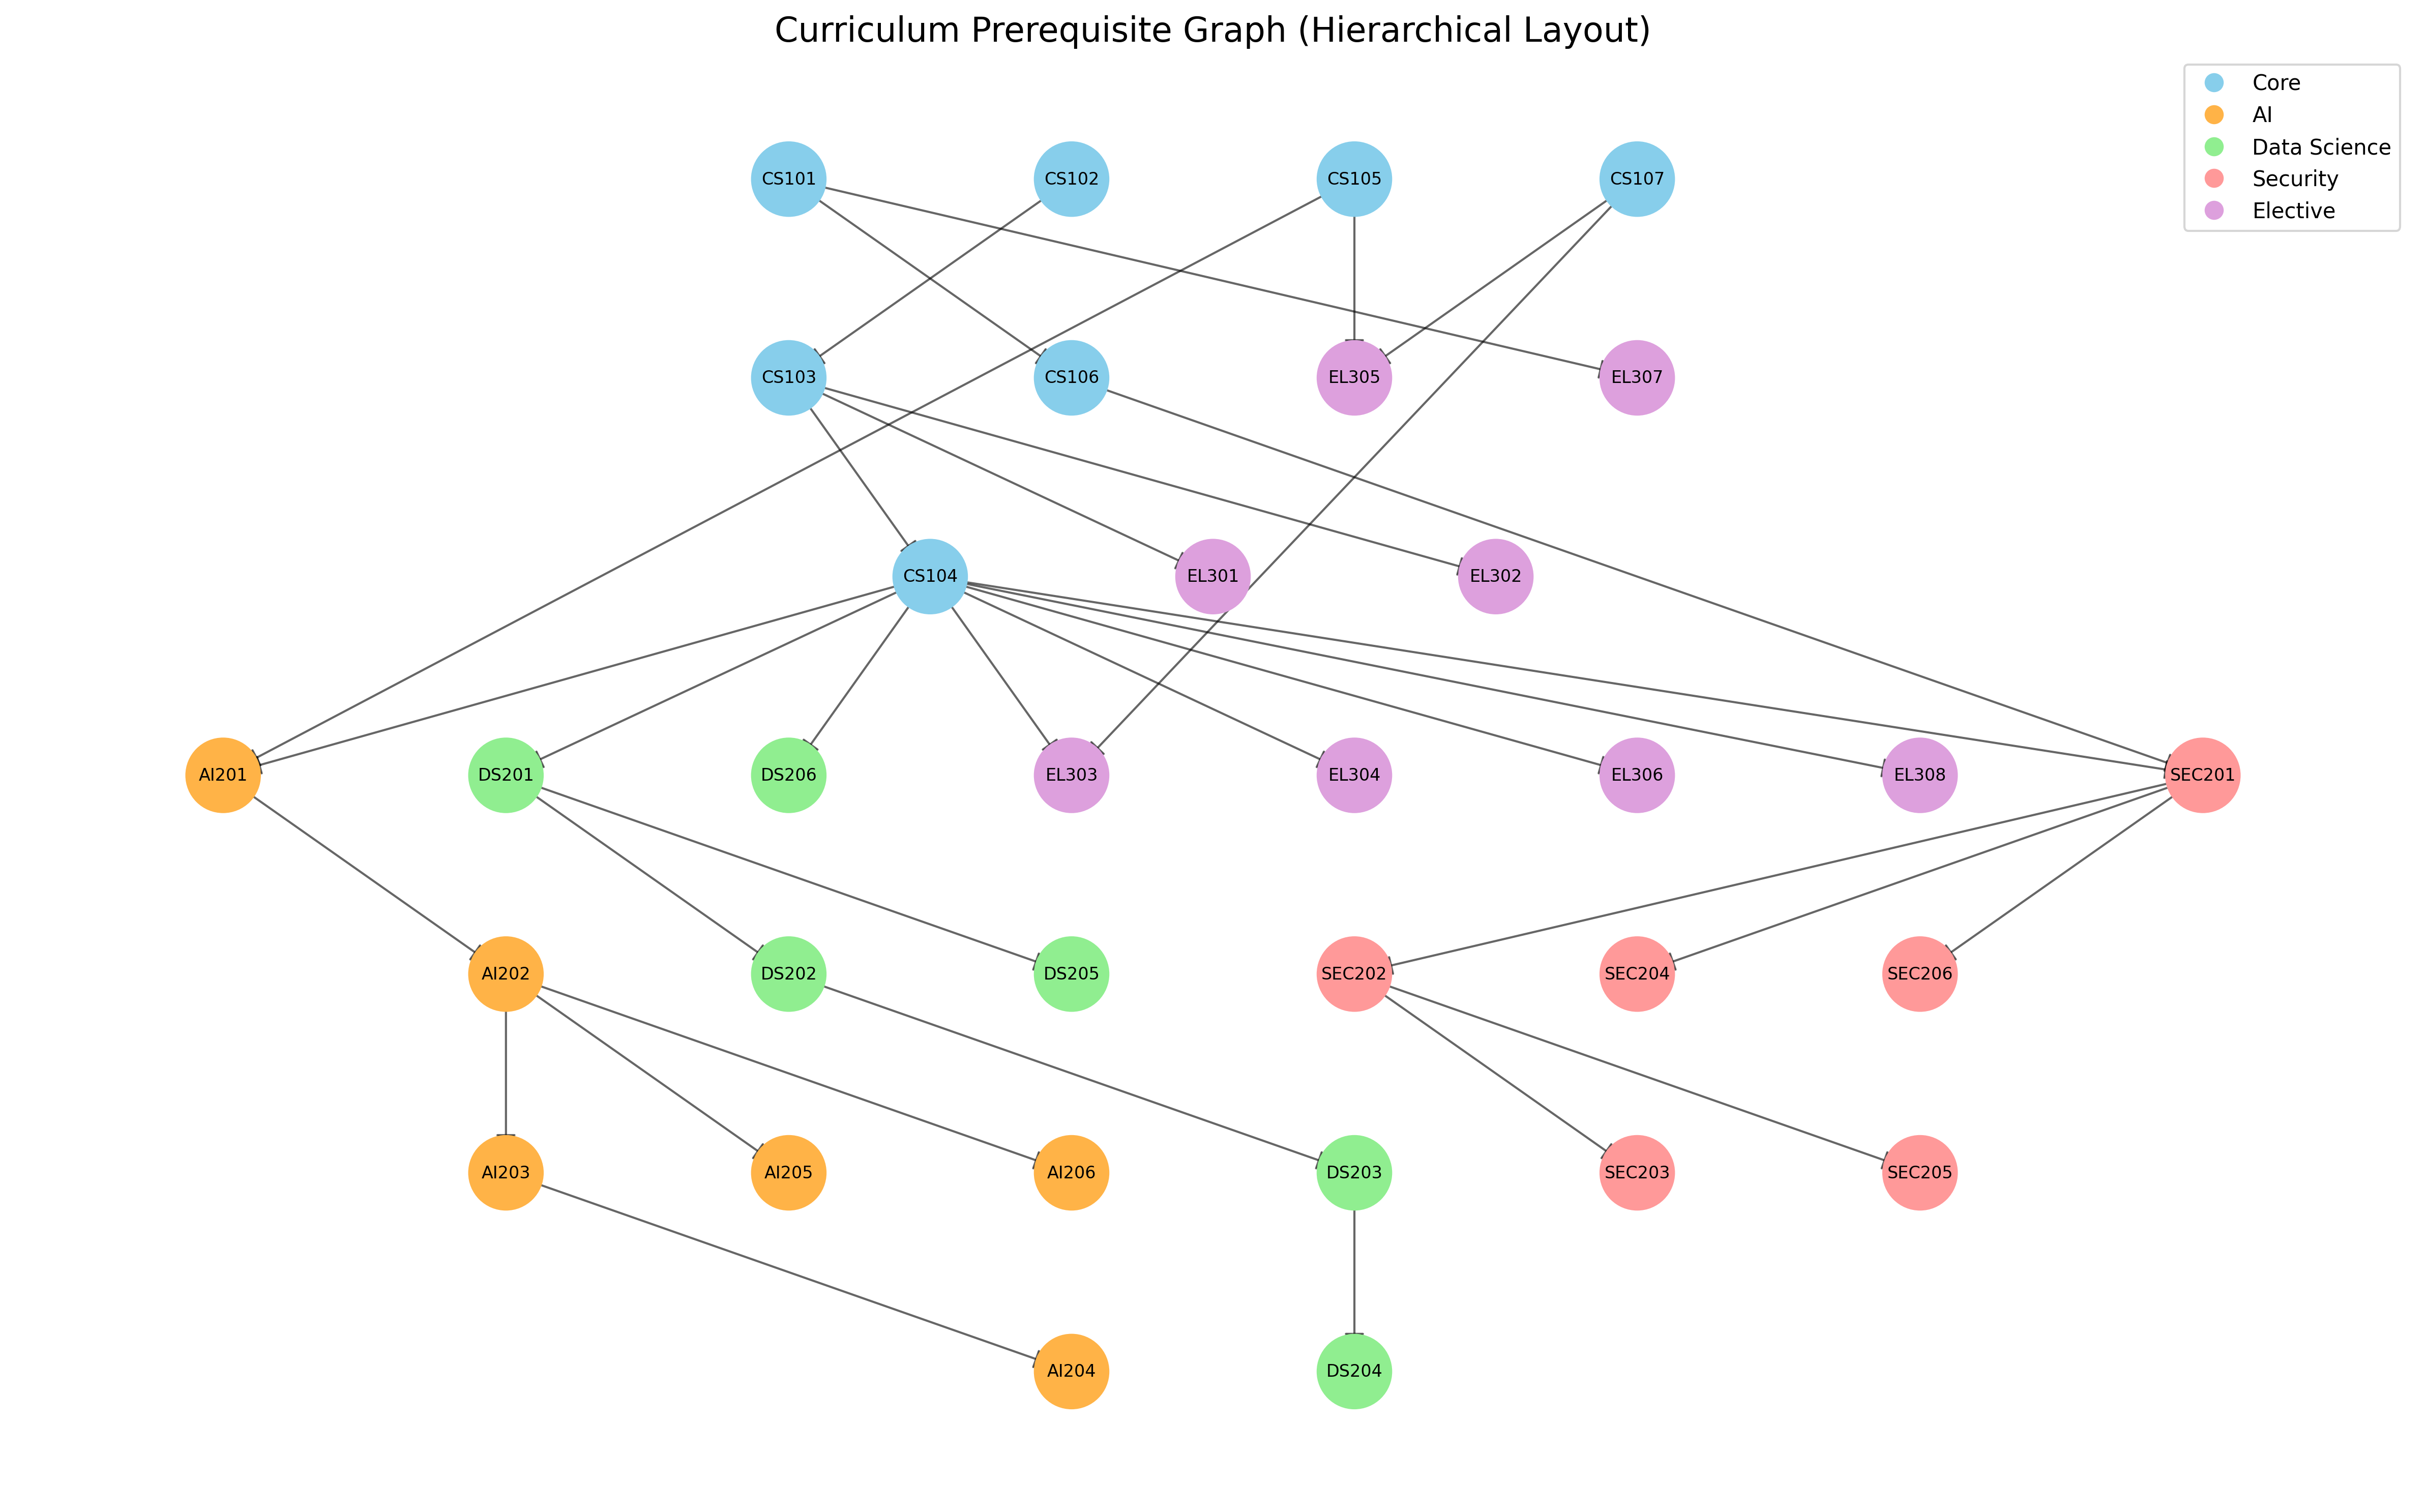 Curriculum Prerequisite Graph (Hierarchical Layout)
Core
AI
Data Science
Security
Elective
CS101
CS102
CS105
CS107
CS103
CS106
EL305
EL307
CS104
EL301
EL302
AI201
DS201
DS206
EL303
EL304
EL306
EL308
SEC201
AI202
DS202
DS205
SEC202
SEC204
SEC206
AI203
AI205
AI206
DS203
SEC203
SEC205
AI204
DS204